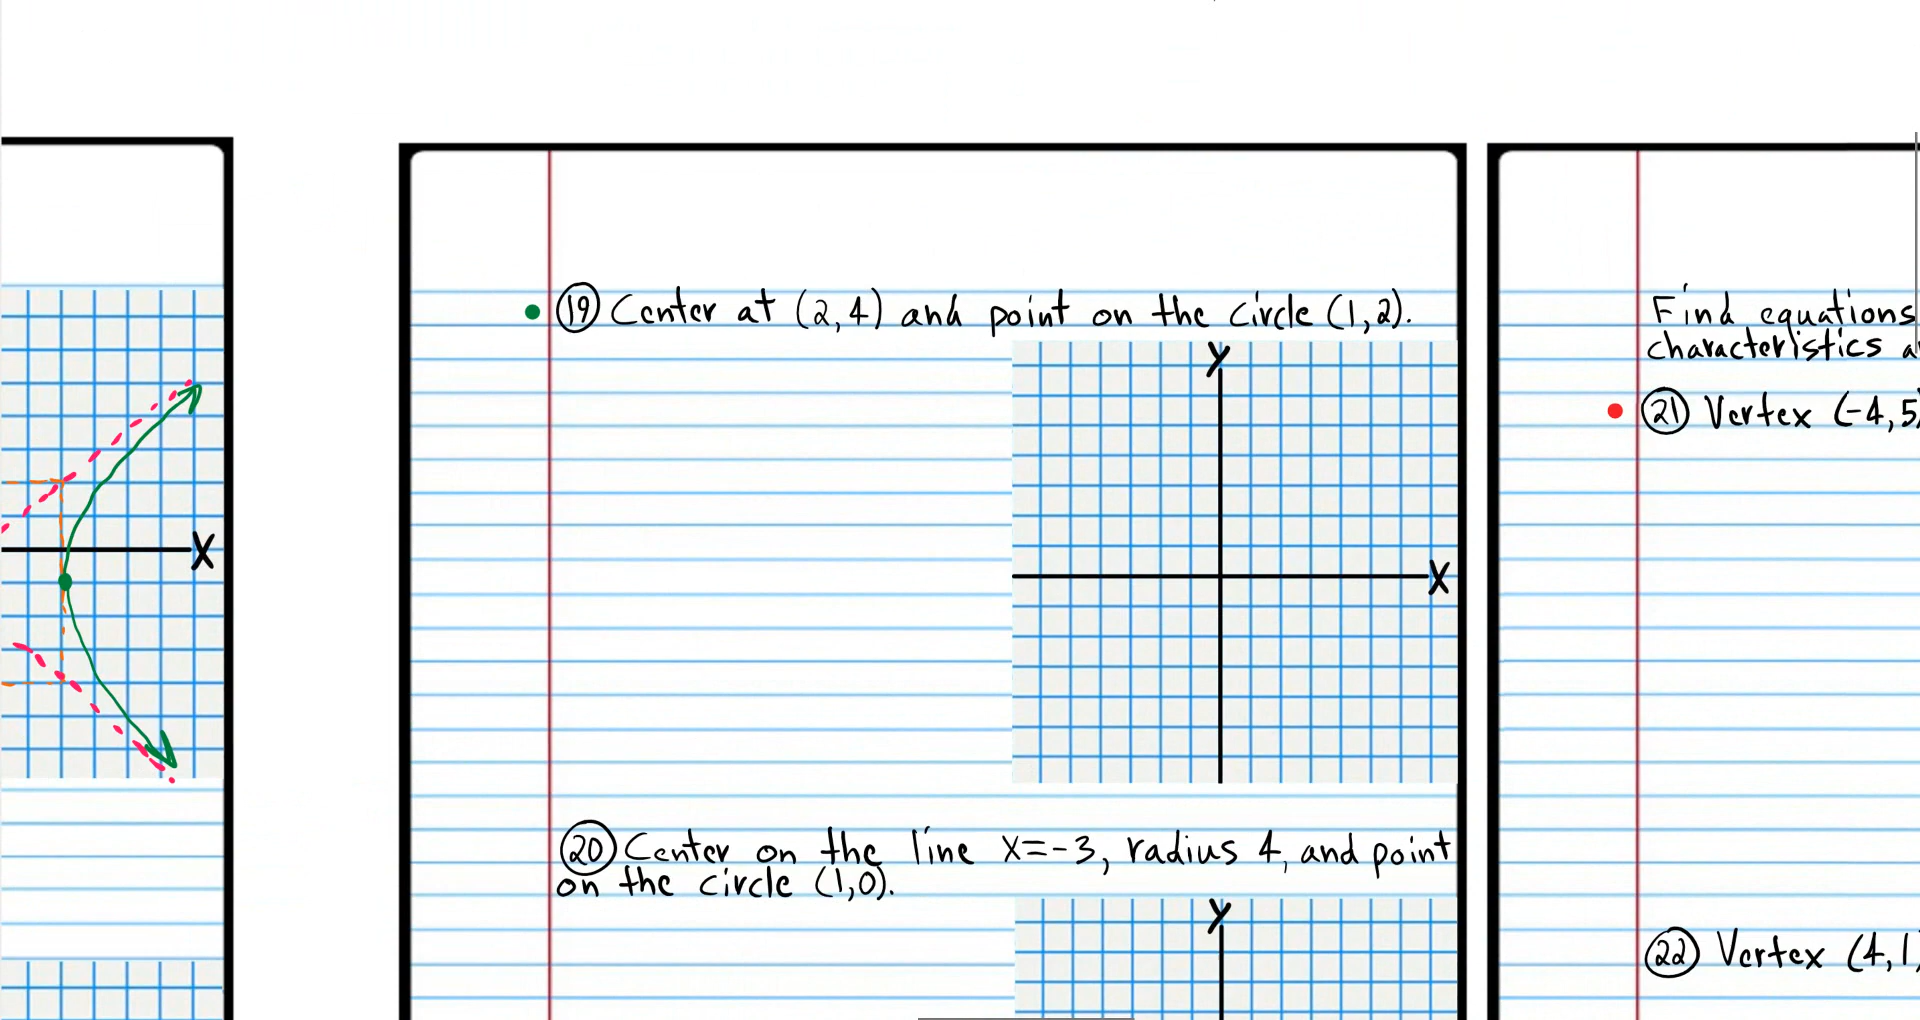 X
⑲ Center at (2,4) and point on the circle (1,2).
Y
X
⑳ Center on the line x=-3, radius 4, and point
on the circle (1,0).
Y
Find equations
characteristics a
㉑ Vertex (-4,5)
㉒ Vertex (4,1)